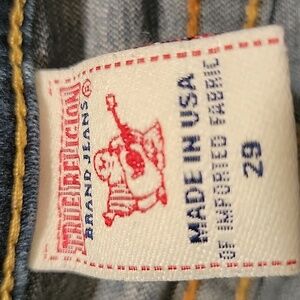 TRUE RELIGION
BRAND JEANS®
MADE IN USA
OF IMPORTED FABRIC
29